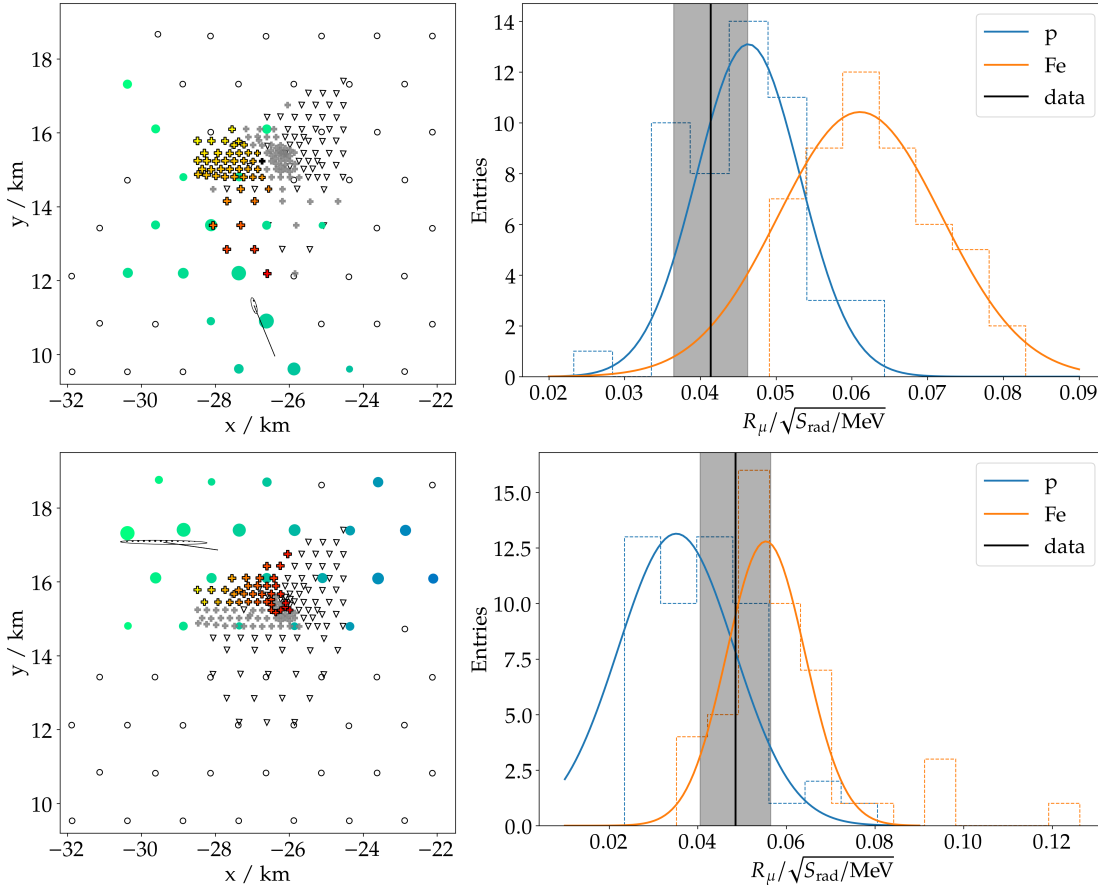 18
16
14
12
10
y / km
−32 −30 −28 −26 −24 −22
x / km
14
12
10
8
6
4
2
0
Entries
p
Fe
data
0.02 0.03 0.04 0.05 0.06 0.07 0.08 0.09
R_μ/√S_rad/MeV
18
16
14
12
10
y / km
−32 −30 −28 −26 −24 −22
x / km
15.0
12.5
10.0
7.5
5.0
2.5
0.0
Entries
p
Fe
data
0.02 0.04 0.06 0.08 0.10 0.12
R_μ/√S_rad/MeV